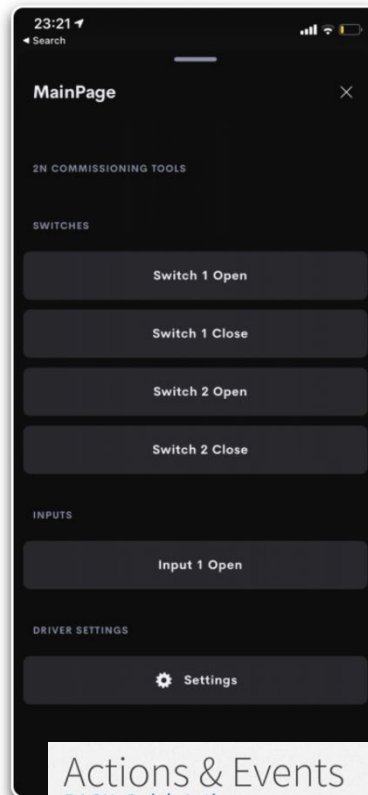 23:21
Search
MainPage
2N COMMISSIONING TOOLS
SWITCHES
Switch 1 Open
Switch 1 Close
Switch 2 Open
Switch 2 Close
INPUTS
Input 1 Open
DRIVER SETTINGS
Settings
Actions & Events